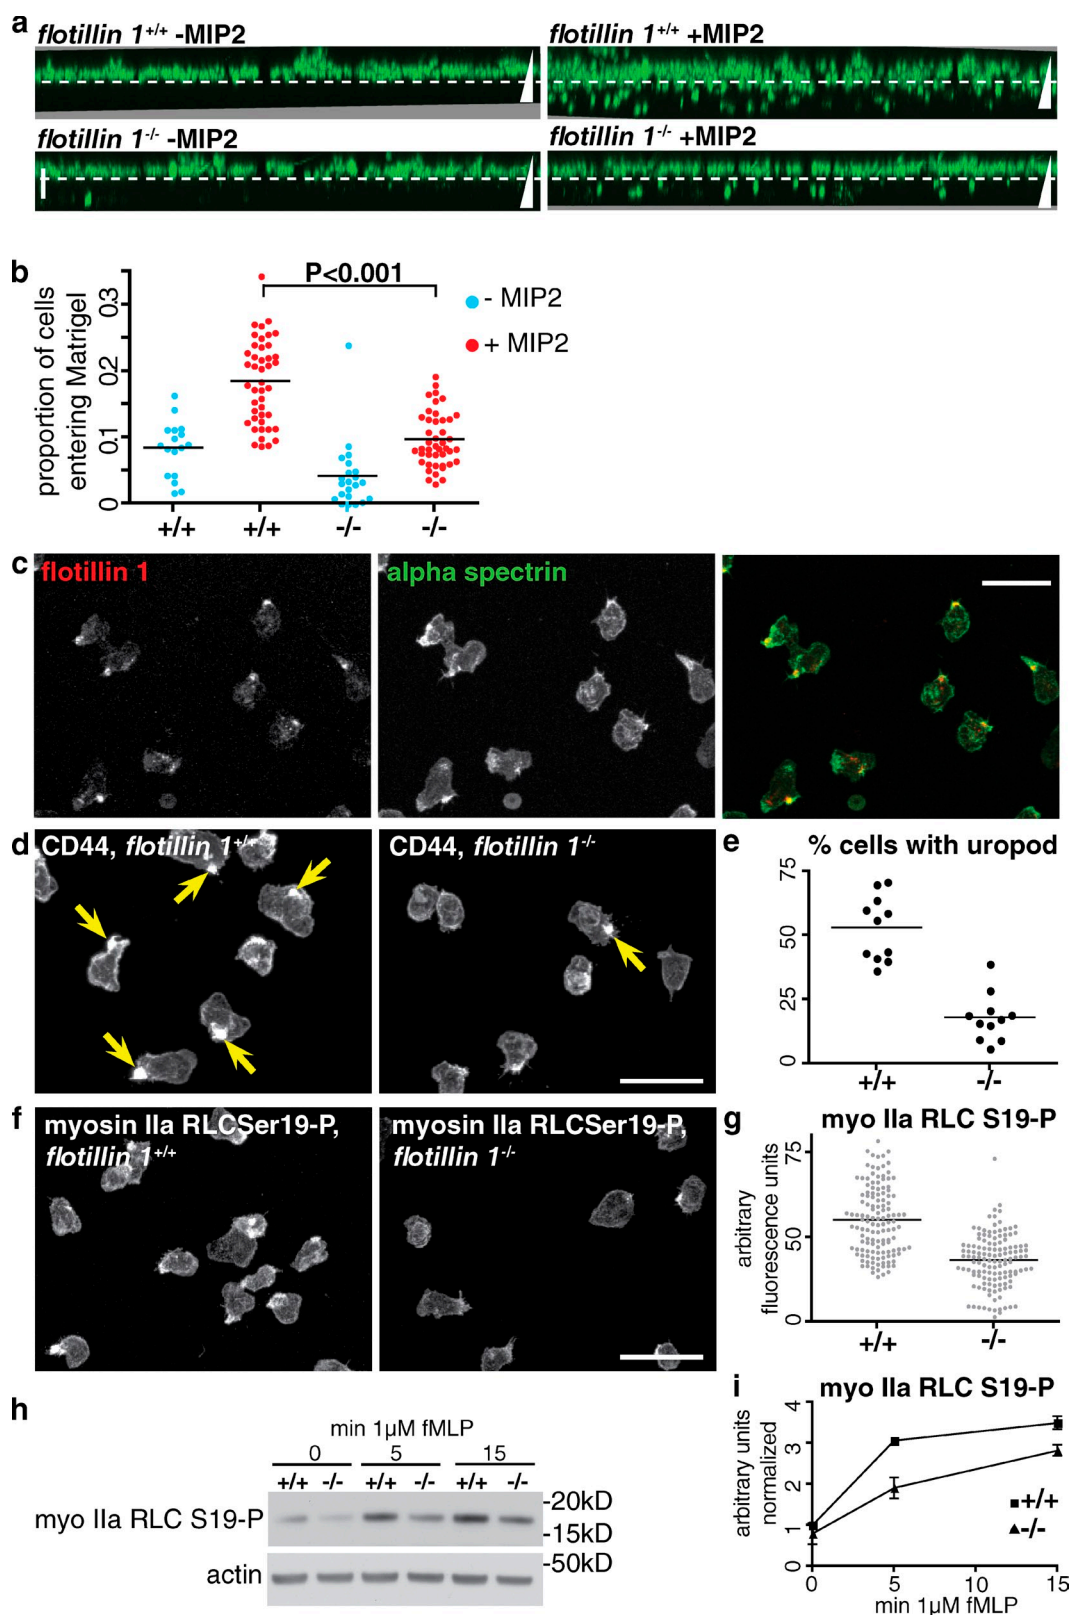 a
flotillin 1+/+ -MIP2
flotillin 1+/+ +MIP2
flotillin 1-/- -MIP2
flotillin 1-/- +MIP2
b
P<0.001
- MIP2
+ MIP2
proportion of cells
entering Matrigel
0 0.1 0.2 0.3
+/+ +/+ -/- -/-
c
flotillin 1
alpha spectrin
d
CD44, flotillin 1+/+
CD44, flotillin 1-/-
e
% cells with uropod
75
50
25
0
+/+ -/-
f
myosin IIa RLCSer19-P,
flotillin 1+/+
myosin IIa RLCSer19-P,
flotillin 1-/-
g
myo IIa RLC S19-P
arbitrary
fluorescence units
75
50
0
+/+ -/-
h
min 1µM fMLP
0 5 15
+/+ -/- +/+ -/- +/+ -/-
myo IIa RLC S19-P
-20kD
-15kD
-50kD
actin
i
myo IIa RLC S19-P
arbitrary units
normalized
4
3
2
1
0
+/+
-/-
0 5 10 15
min 1µM fMLP